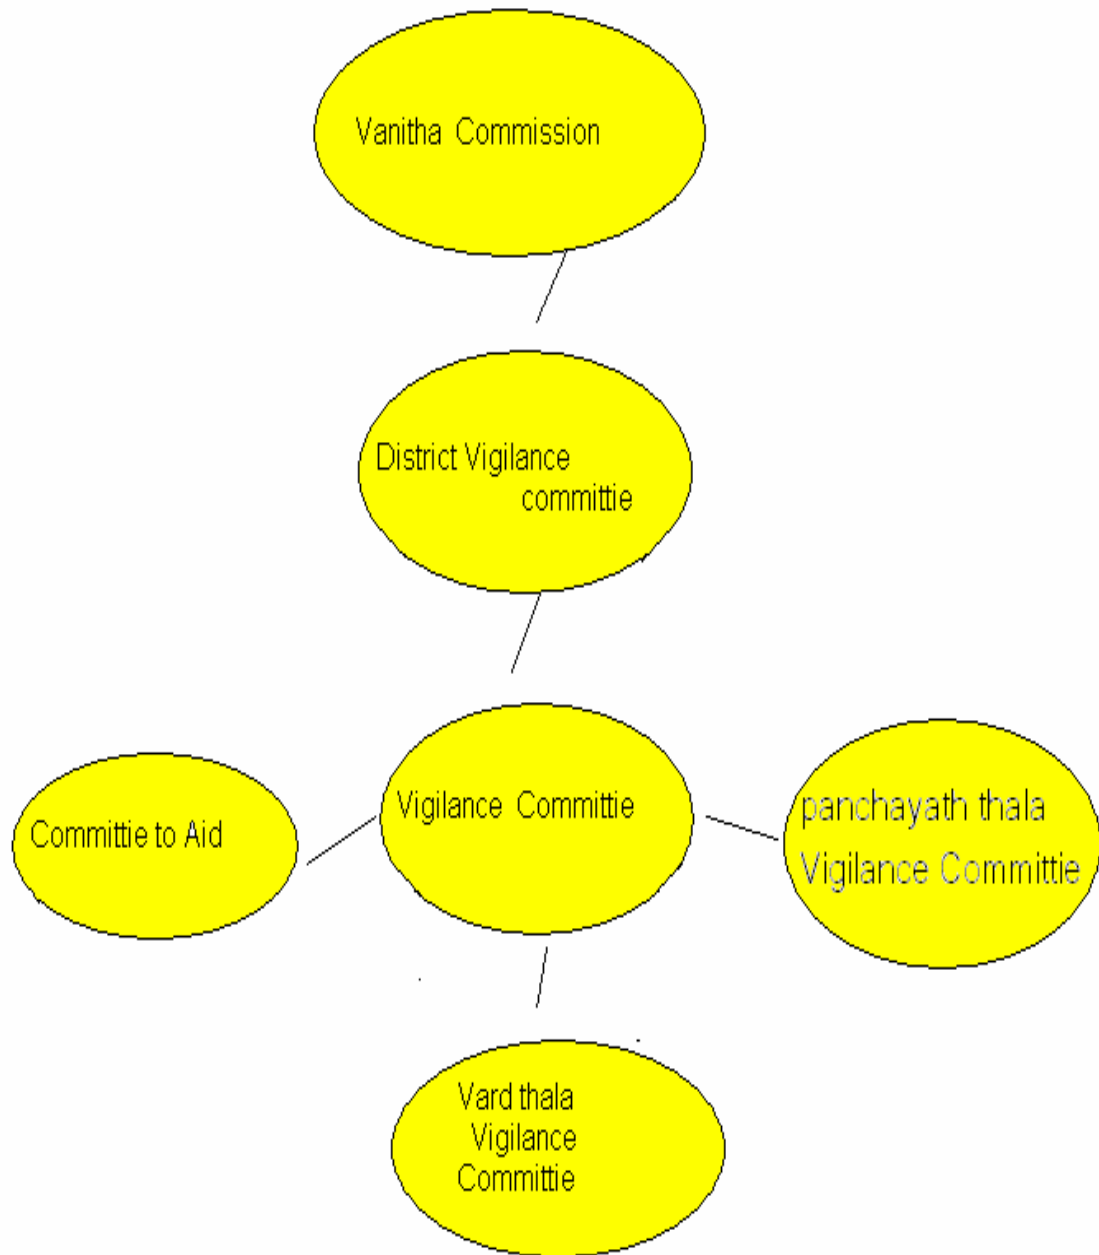 Vanitha Commission
District Vigilance
committie
Vigilance Committie
Committie to Aid
panchayath thala
Vigilance Committie
Vard thala
Vigilance
Committie